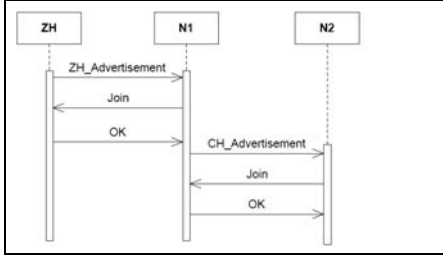 ZH N1 N2
ZH_Advertisement
Join
OK
CH_Advertisement
Join
OK